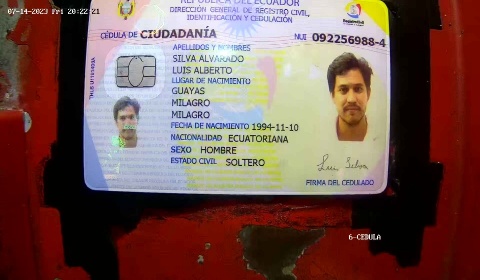 07-14-2023 Fri 20:22:21
REPÚBLICA DEL ECUADOR
DIRECCIÓN GENERAL DE REGISTRO CIVIL,
IDENTIFICACIÓN Y CEDULACIÓN
CÉDULA DE CIUDADANÍA
NUI 092256988-4
APELLIDOS Y NOMBRES
SILVA ALVARADO
LUIS ALBERTO
LUGAR DE NACIMIENTO
GUAYAS
MILAGRO
MILAGRO
FECHA DE NACIMIENTO 1994-11-10
NACIONALIDAD ECUATORIANA
SEXO HOMBRE
ESTADO CIVIL SOLTERO
Luis Silva
FIRMA DEL CEDULADO
6-CEDULA